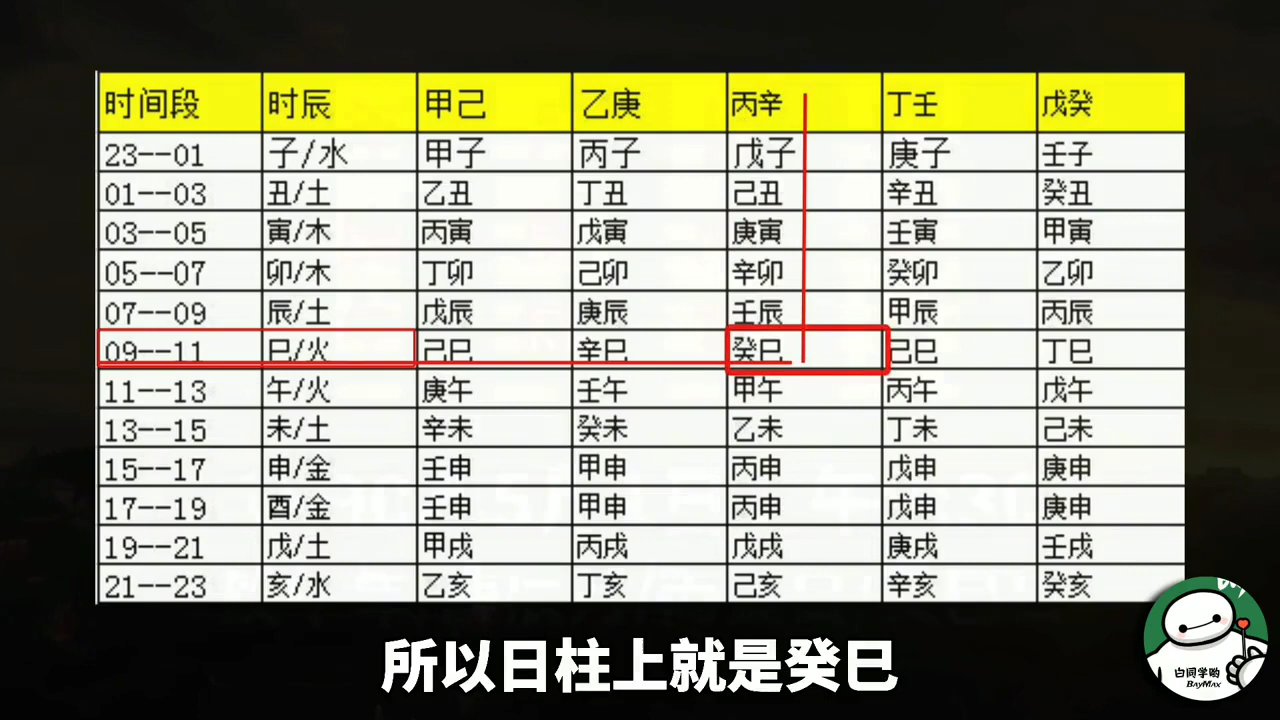 时间段 时辰 甲己 乙庚 丙辛 丁壬 戊癸
23--01 子/水 甲子 丙子 戊子 庚子 壬子
01--03 丑/土 乙丑 丁丑 己丑 辛丑 癸丑
03--05 寅/木 丙寅 戊寅 庚寅 壬寅 甲寅
05--07 卯/木 丁卯 己卯 辛卯 癸卯 乙卯
07--09 辰/土 戊辰 庚辰 壬辰 甲辰 丙辰
09--11 巳/火 己巳 辛巳 癸巳 己巳 丁巳
11--13 午/火 庚午 壬午 甲午 丙午 戊午
13--15 未/土 辛未 癸未 乙未 丁未 己未
15--17 申/金 壬申 甲申 丙申 戊申 庚申
17--19 酉/金 壬申 甲申 丙申 戊申 庚申
19--21 戊/土 甲戌 丙戌 戊戌 庚戌 壬戌
21--23 亥/水 乙亥 丁亥 己亥 辛亥 癸亥
所以日柱上就是癸巳
白同学哟
BAYMAX